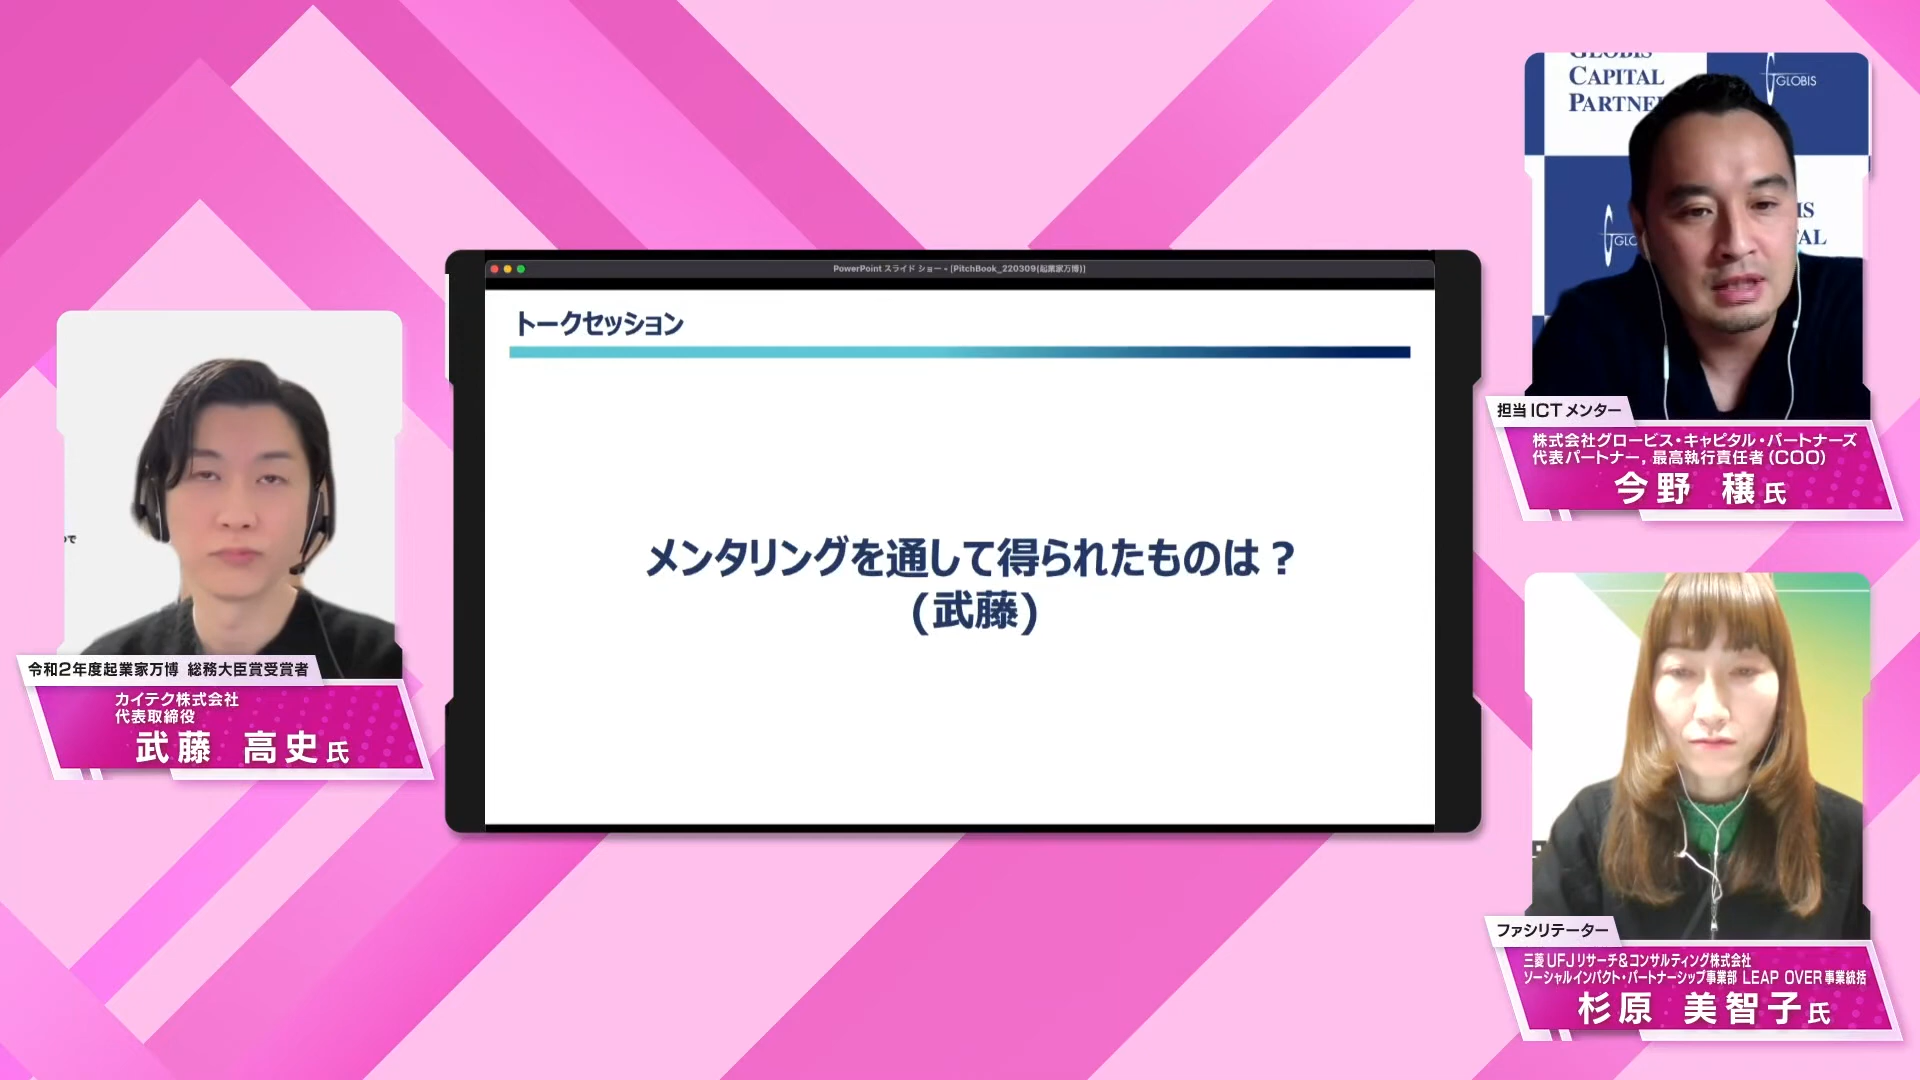 PowerPoint スライド ショー - [PitchBook_220309(起業家万博)]
トークセッション
メンタリングを通して得られたものは？
(武藤)
令和2年度起業家万博 総務大臣賞受賞者
カイテク株式会社
代表取締役
武藤 高史氏
GLOBIS
CAPITAL
PARTNE
GLOBIS
担当ICTメンター
株式会社グロービス・キャピタル・パートナーズ
代表パートナー, 最高執行責任者(COO)
今野 穣氏
ファシリテーター
三菱UFJリサーチ&コンサルティング株式会社
ソーシャルインパクト・パートナーシップ事業部 LEAP OVER事業統括
杉原 美智子氏